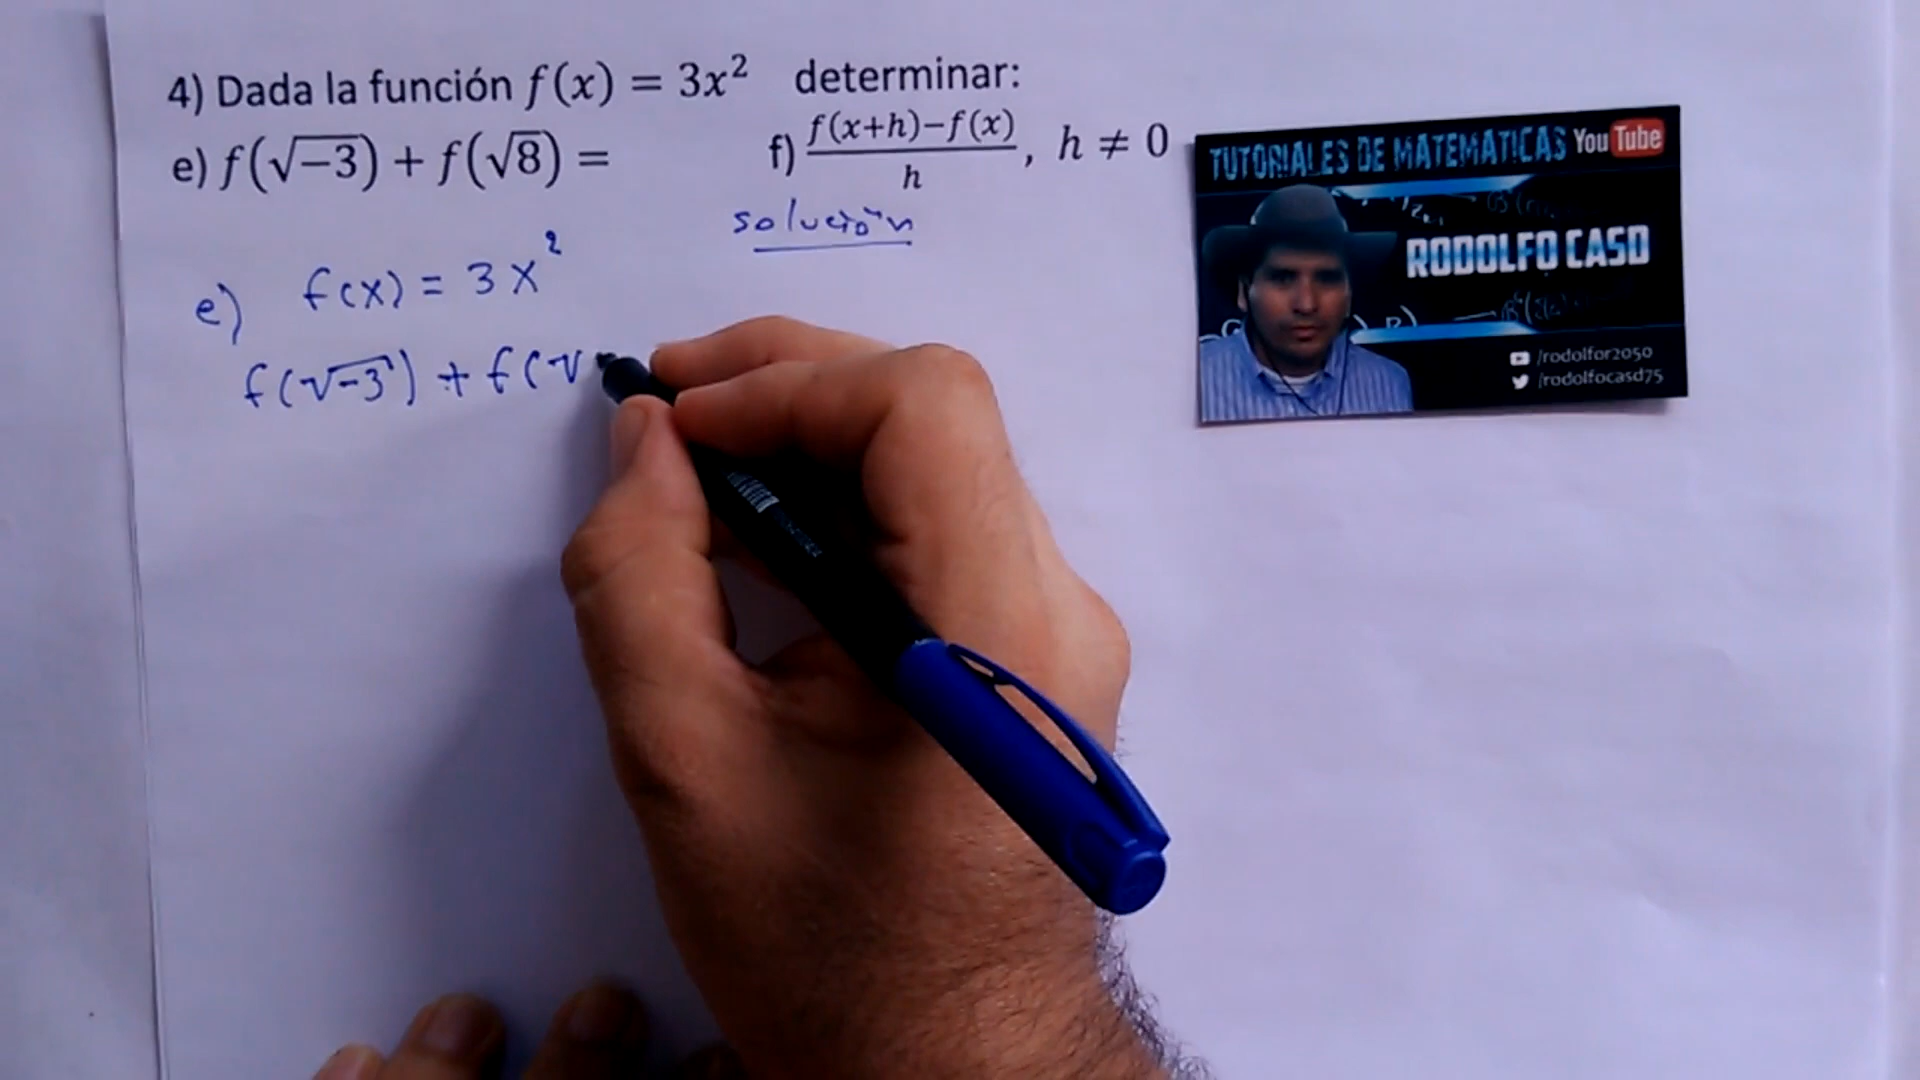 4) Dada la función f(x) = 3x² determinar:
e) f(√−3) + f(√8) =
f) f(x+h)−f(x) / h , h ≠ 0
solución
e) f(x) = 3x²
f(√−3) + f(√
TUTORIALES DE MATEMATICAS YouTube
RODOLFO CASO
/rodolfor2050
/rodolfocasd75